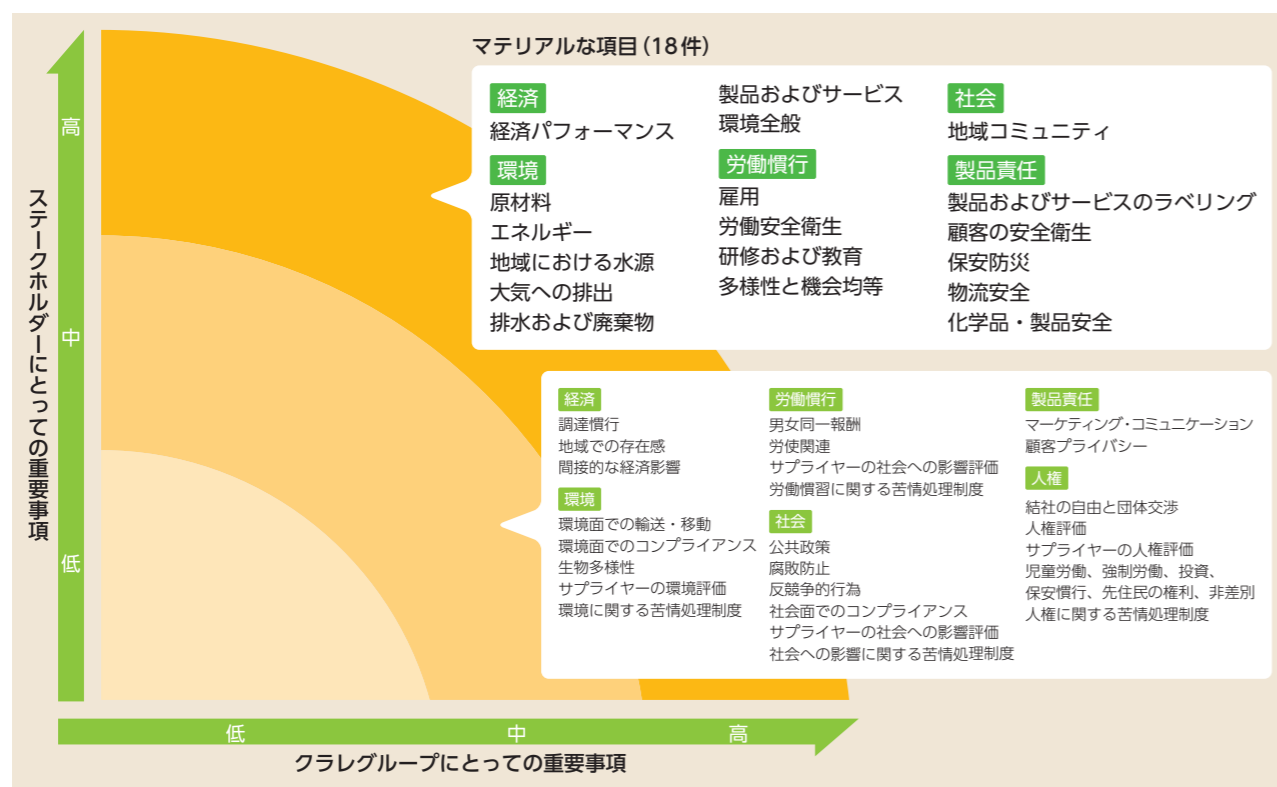 マテリアルな項目（18件）
経済
経済パフォーマンス
環境
原材料
エネルギー
地域における水源
大気への排出
排水および廃棄物
製品およびサービス
環境全般
労働慣行
雇用
労働安全衛生
研修および教育
多様性と機会均等
社会
地域コミュニティ
製品責任
製品およびサービスのラベリング
顧客の安全衛生
保安防災
物流安全
化学品・製品安全
経済
調達慣行
地域での存在感
間接的な経済影響
環境
環境面での輸送・移動
環境面でのコンプライアンス
生物多様性
サプライヤーの環境評価
環境に関する苦情処理制度
労働慣行
男女同一報酬
労使関連
サプライヤーの社会への影響評価
労働慣習に関する苦情処理制度
社会
公共政策
腐敗防止
反競争的行為
社会面でのコンプライアンス
サプライヤーの社会への影響評価
社会への影響に関する苦情処理制度
製品責任
マーケティング・コミュニケーション
顧客プライバシー
人権
結社の自由と団体交渉
人権評価
サプライヤーの人権評価
児童労働、強制労働、投資、
保安慣行、先住民の権利、非差別
人権に関する苦情処理制度
ステークホルダーにとっての重要事項
高
中
低
低
中
高
クラレグループにとっての重要事項